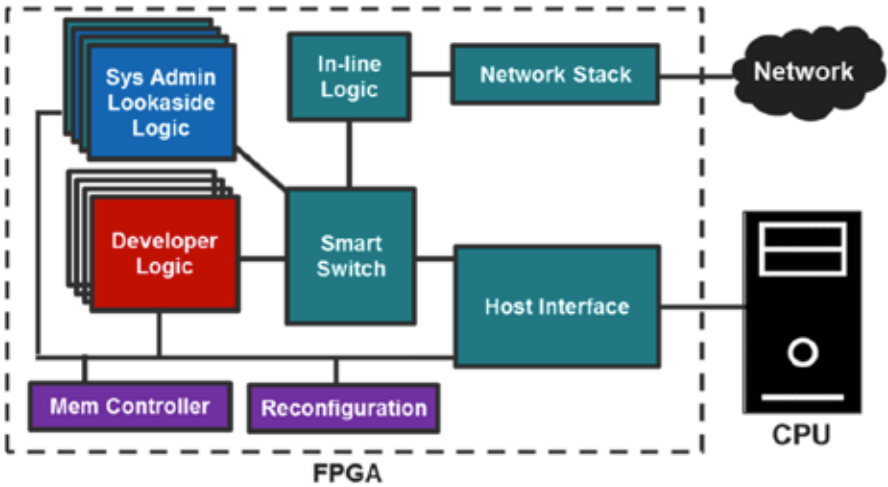 Sys Admin
Lookaside
Logic
In-line
Logic
Network Stack
Network
Developer
Logic
Smart
Switch
Host Interface
Mem Controller
Reconfiguration
CPU
FPGA